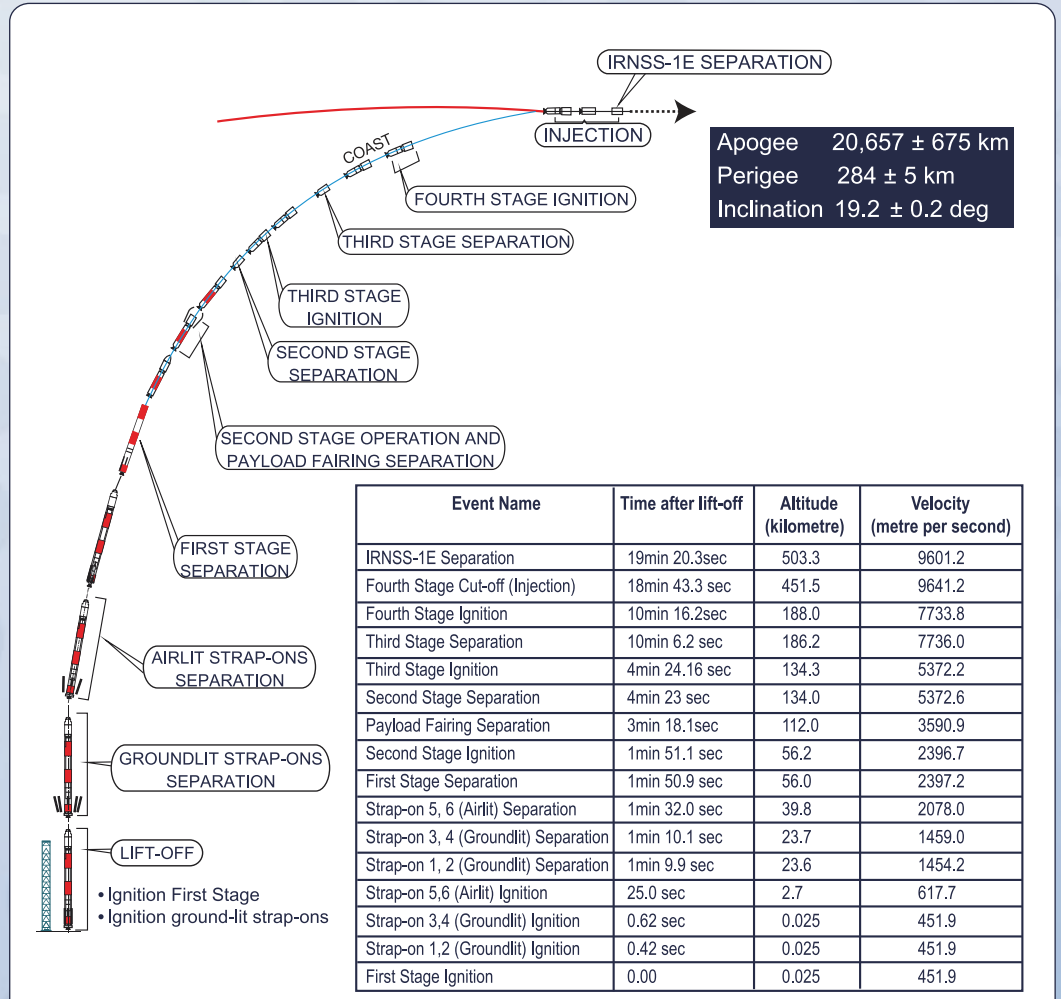 IRNSS-1E SEPARATION
INJECTION
COAST
Apogee 20,657 ± 675 km
Perigee 284 ± 5 km
Inclination 19.2 ± 0.2 deg
FOURTH STAGE IGNITION
THIRD STAGE SEPARATION
THIRD STAGE
IGNITION
SECOND STAGE
SEPARATION
SECOND STAGE OPERATION AND
PAYLOAD FAIRING SEPARATION
FIRST STAGE
SEPARATION
AIRLIT STRAP-ONS
SEPARATION
GROUNDLIT STRAP-ONS
SEPARATION
LIFT-OFF
• Ignition First Stage
• Ignition ground-lit strap-ons
Event Name Time after lift-off Altitude Velocity
(kilometre) (metre per second)
IRNSS-1E Separation 19min 20.3sec 503.3 9601.2
Fourth Stage Cut-off (Injection) 18min 43.3 sec 451.5 9641.2
Fourth Stage Ignition 10min 16.2sec 188.0 7733.8
Third Stage Separation 10min 6.2 sec 186.2 7736.0
Third Stage Ignition 4min 24.16 sec 134.3 5372.2
Second Stage Separation 4min 23 sec 134.0 5372.6
Payload Fairing Separation 3min 18.1sec 112.0 3590.9
Second Stage Ignition 1min 51.1 sec 56.2 2396.7
First Stage Separation 1min 50.9 sec 56.0 2397.2
Strap-on 5, 6 (Airlit) Separation 1min 32.0 sec 39.8 2078.0
Strap-on 3, 4 (Groundlit) Separation 1min 10.1 sec 23.7 1459.0
Strap-on 1, 2 (Groundlit) Separation 1min 9.9 sec 23.6 1454.2
Strap-on 5,6 (Airlit) Ignition 25.0 sec 2.7 617.7
Strap-on 3,4 (Groundlit) Ignition 0.62 sec 0.025 451.9
Strap-on 1,2 (Groundlit) Ignition 0.42 sec 0.025 451.9
First Stage Ignition 0.00 0.025 451.9